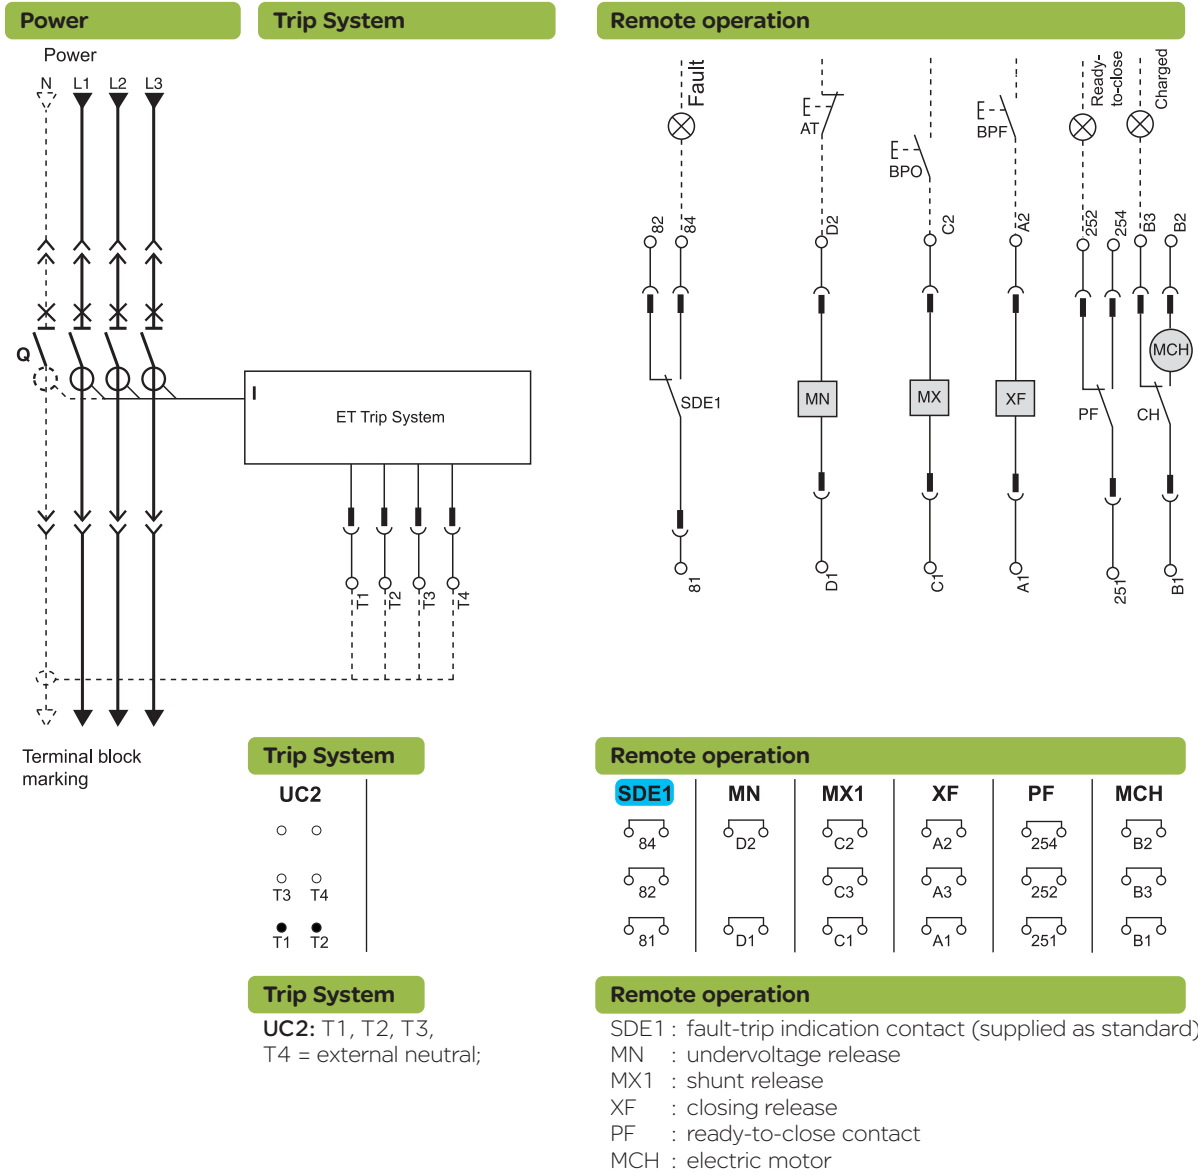 Power
Trip System
Remote operation
Power
N L1 L2 L3
Q
I
ET Trip System
T1 T2 T3 T4
Fault
82 84
SDE1
81
AT
D2
MN
D1
BPO
C2
MX
C1
BPF
A2
XF
A1
Ready-
to-close
252 254
PF
251
Charged
B3 B2
MCH
CH
B1
Terminal block
marking
Trip System
UC2
T3 T4
T1 T2
Remote operation
SDE1 MN MX1 XF PF MCH
84 D2 C2 A2 254 B2
82 C3 A3 252 B3
81 D1 C1 A1 251 B1
Trip System
UC2: T1, T2, T3,
T4 = external neutral;
Remote operation
SDE1 : fault-trip indication contact (supplied as standard)
MN : undervoltage release
MX1 : shunt release
XF : closing release
PF : ready-to-close contact
MCH : electric motor